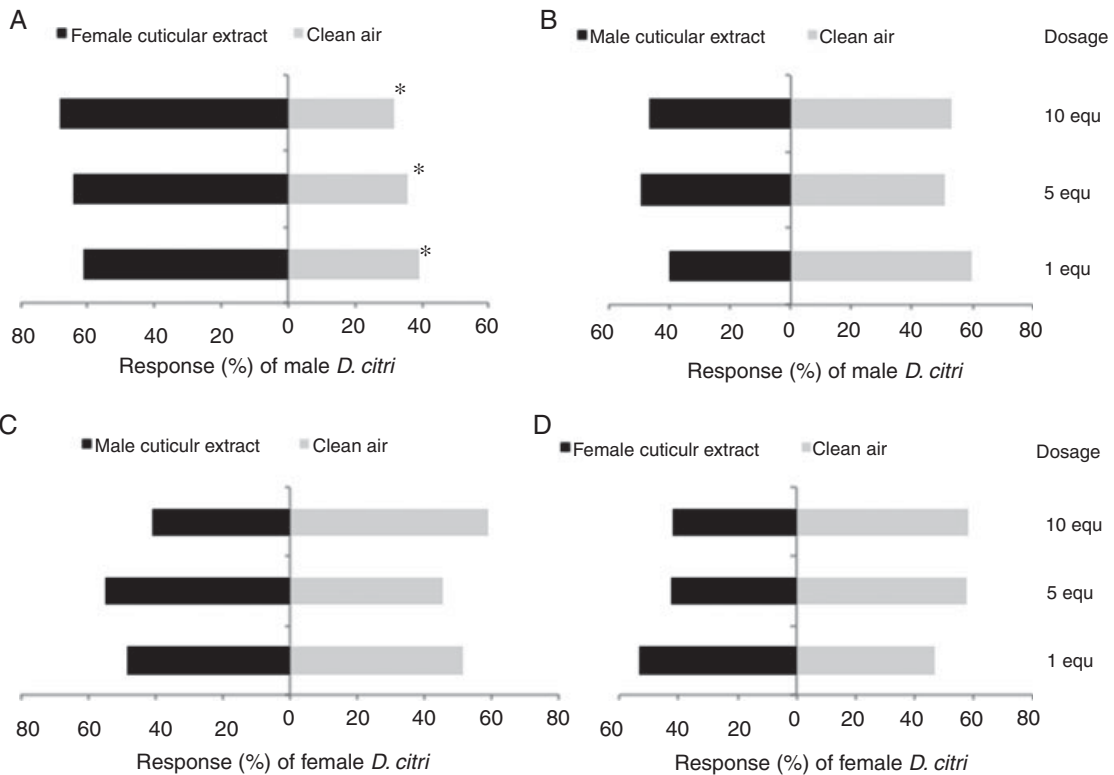 A
Female cuticular extract Clean air
*
*
*
80 60 40 20 0 20 40 60
Response (%) of male D. citri
B
Male cuticular extract Clean air Dosage
10 equ
5 equ
1 equ
60 40 20 0 20 40 60 80
Response (%) of male D. citri
C
Male cuticulr extract Clean air
80 60 40 20 0 20 40 60 80
Response (%) of female D. citri
D
Female cuticulr extract Clean air Dosage
10 equ
5 equ
1 equ
60 40 20 0 20 40 60 80
Response (%) of female D. citri